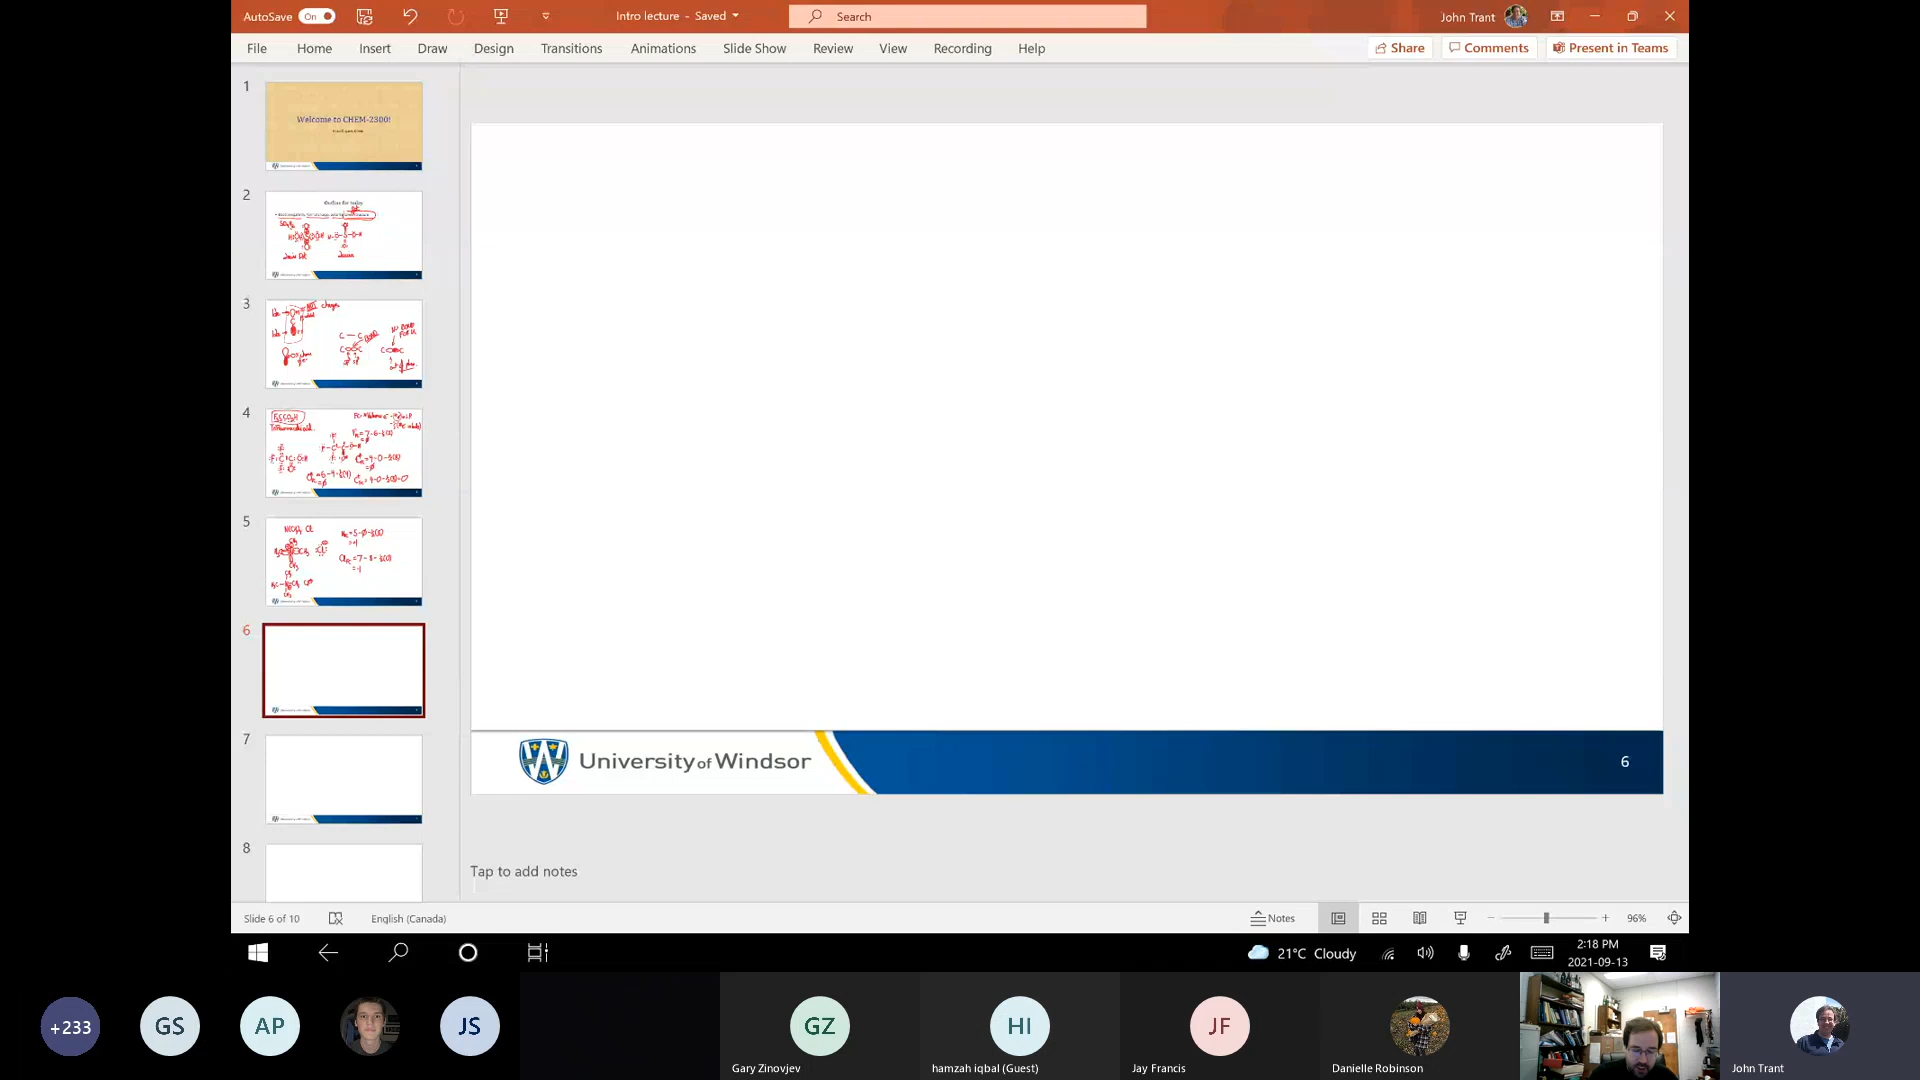 AutoSave On
Intro lecture - Saved
Search
John Trant
File Home Insert Draw Design Transitions Animations Slide Show Review View Recording Help
Share Comments Present in Teams
1
Welcome to CHEM-2300!
2
3
NOT
4
5
6
7
8
University of Windsor
6
Tap to add notes
Slide 6 of 10
English (Canada)
Notes
96%
21°C Cloudy
2:18 PM
2021-09-13
+233
GS
AP
JS
GZ
HI
JF
Gary Zinovjev
hamzah iqbal (Guest)
Jay Francis
Danielle Robinson
John Trant